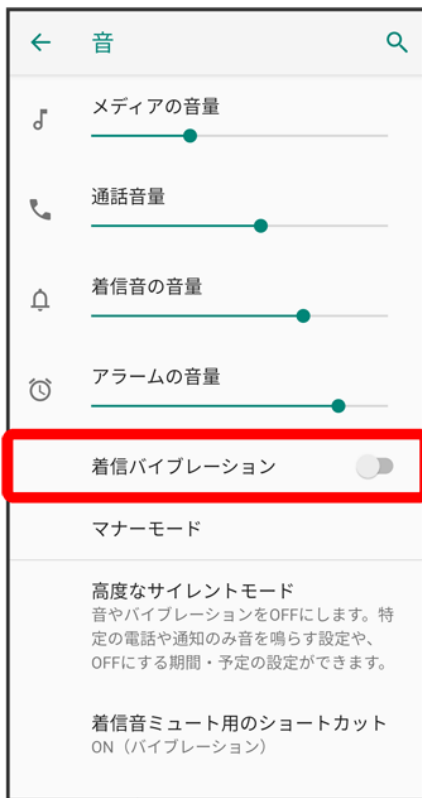 音
メディアの音量
通話音量
着信音の音量
アラームの音量
着信バイブレーション
マナーモード
高度なサイレントモード
音やバイブレーションをOFFにします。特
定の電話や通知のみ音を鳴らす設定や、
OFFにする期間・予定の設定ができます。
着信音ミュート用のショートカット
ON（バイブレーション）